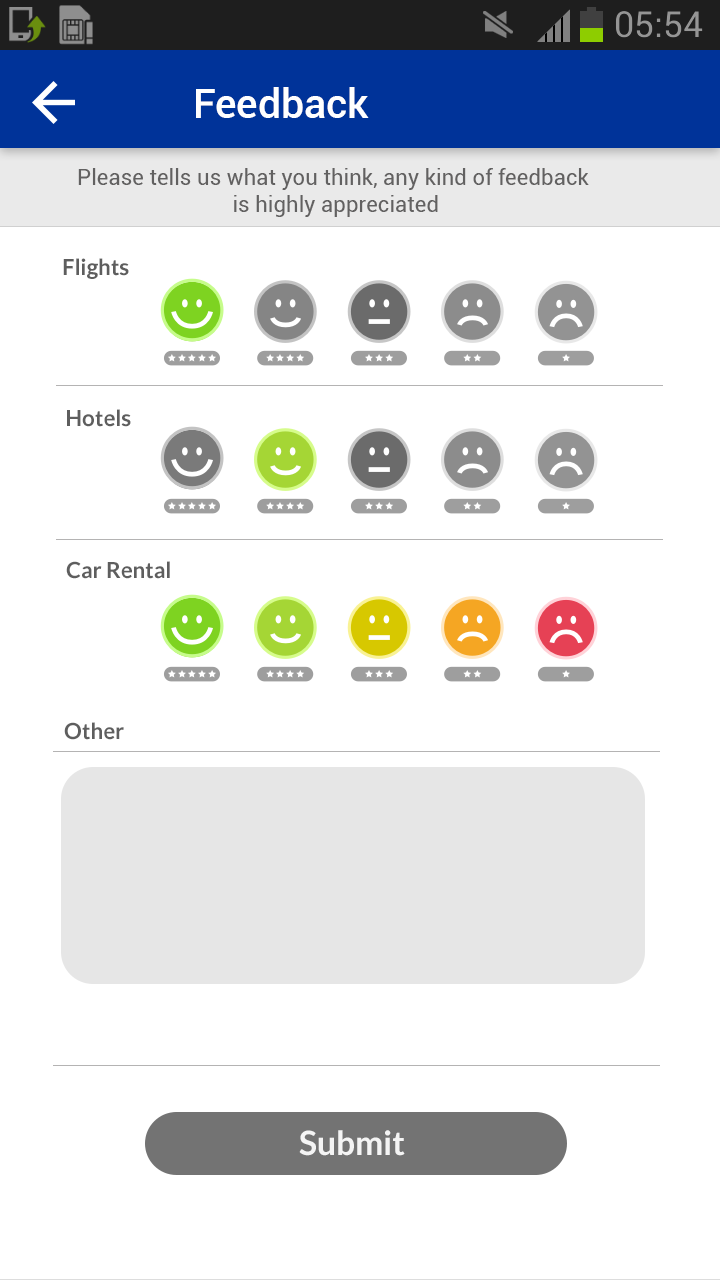 05:54
Feedback
Please tells us what you think, any kind of feedback
is highly appreciated
Flights
Hotels
Car Rental
Other
Submit